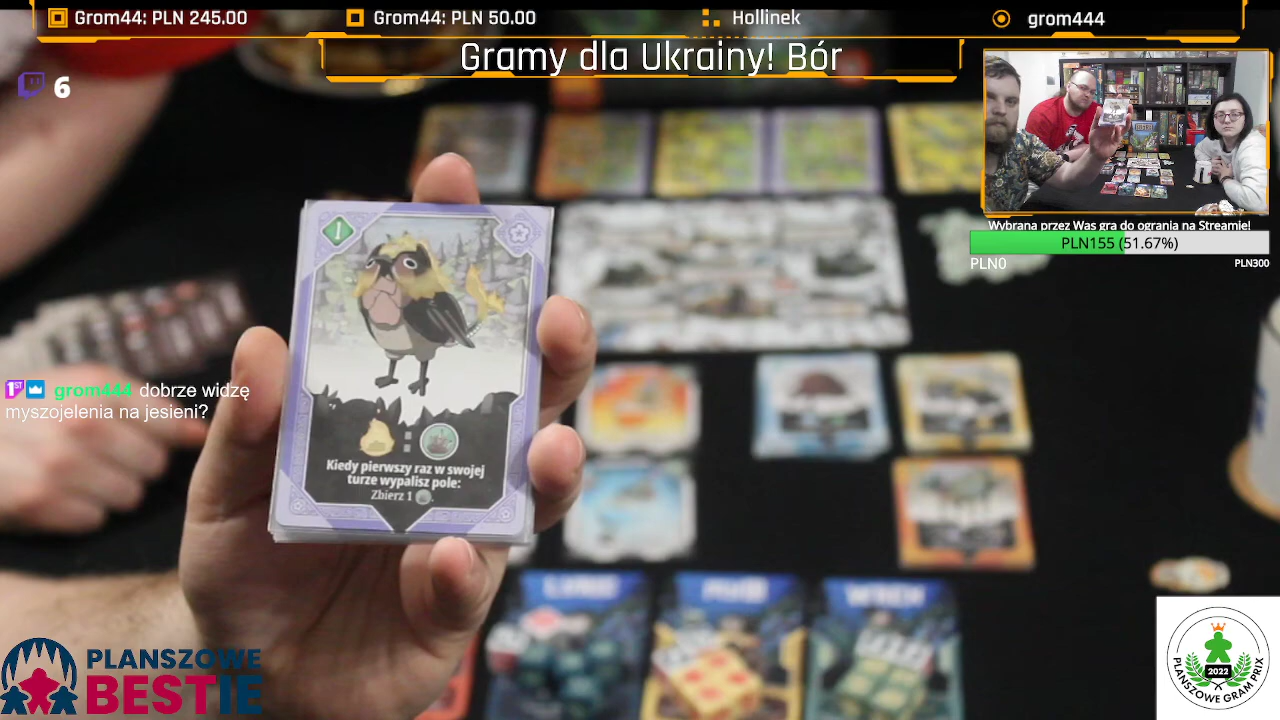 Grom44: PLN 245.00
Grom44: PLN 50.00
Hollinek
grom444
Gramy dla Ukrainy! Bór
6
Wybrana przez Was gra do ogrania na Streamie!
PLN155 (51.67%)
PLN0
PLN300
1
1ST grom444 dobrze widzę
myszojelenia na jesieni?
Kiedy pierwszy raz w swojej
turze wypalisz pole:
Zbierz 1
PLANSZOWE
BESTIE
2022
PLANSZOWE GRAM PRIX